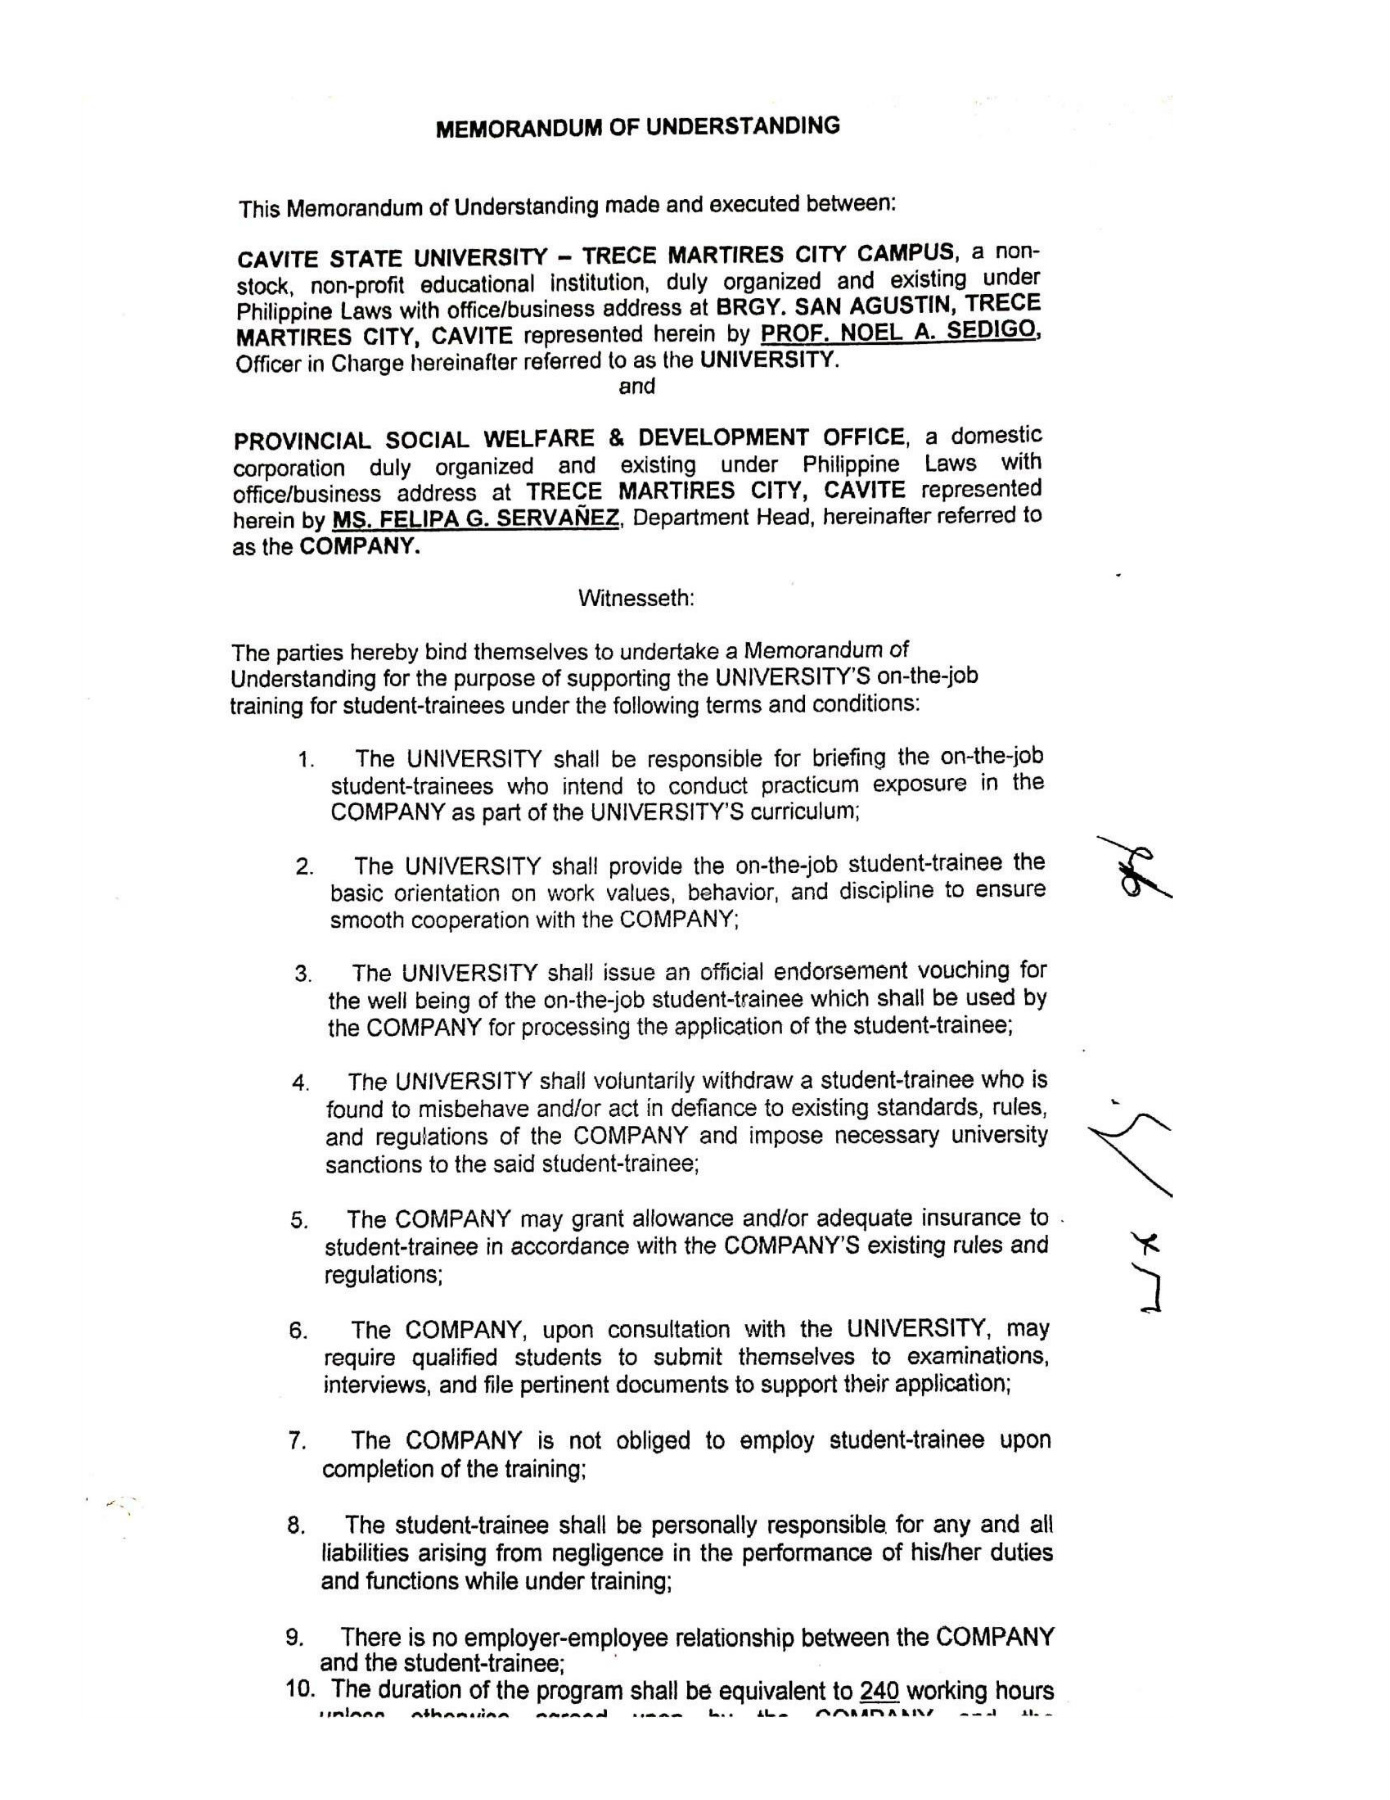 MEMORANDUM OF UNDERSTANDING
This Memorandum of Understanding made and executed between:
CAVITE STATE UNIVERSITY – TRECE MARTIRES CITY CAMPUS, a non-
stock, non-profit educational institution, duly organized and existing under
Philippine Laws with office/business address at BRGY. SAN AGUSTIN, TRECE
MARTIRES CITY, CAVITE represented herein by PROF. NOEL A. SEDIGO,
Officer in Charge hereinafter referred to as the UNIVERSITY.
and
PROVINCIAL SOCIAL WELFARE & DEVELOPMENT OFFICE, a domestic
corporation duly organized and existing under Philippine Laws with
office/business address at TRECE MARTIRES CITY, CAVITE represented
herein by MS. FELIPA G. SERVAÑEZ, Department Head, hereinafter referred to
as the COMPANY.
Witnesseth:
The parties hereby bind themselves to undertake a Memorandum of
Understanding for the purpose of supporting the UNIVERSITY'S on-the-job
training for student-trainees under the following terms and conditions:
1. The UNIVERSITY shall be responsible for briefing the on-the-job
student-trainees who intend to conduct practicum exposure in the
COMPANY as part of the UNIVERSITY'S curriculum;
2. The UNIVERSITY shall provide the on-the-job student-trainee the
basic orientation on work values, behavior, and discipline to ensure
smooth cooperation with the COMPANY;
3. The UNIVERSITY shall issue an official endorsement vouching for
the well being of the on-the-job student-trainee which shall be used by
the COMPANY for processing the application of the student-trainee;
4. The UNIVERSITY shall voluntarily withdraw a student-trainee who is
found to misbehave and/or act in defiance to existing standards, rules,
and regulations of the COMPANY and impose necessary university
sanctions to the said student-trainee;
5. The COMPANY may grant allowance and/or adequate insurance to
student-trainee in accordance with the COMPANY'S existing rules and
regulations;
6. The COMPANY, upon consultation with the UNIVERSITY, may
require qualified students to submit themselves to examinations,
interviews, and file pertinent documents to support their application;
7. The COMPANY is not obliged to employ student-trainee upon
completion of the training;
8. The student-trainee shall be personally responsible for any and all
liabilities arising from negligence in the performance of his/her duties
and functions while under training;
9. There is no employer-employee relationship between the COMPANY
and the student-trainee;
10. The duration of the program shall be equivalent to 240 working hours
unless otherwise agreed upon by the COMPANY and the